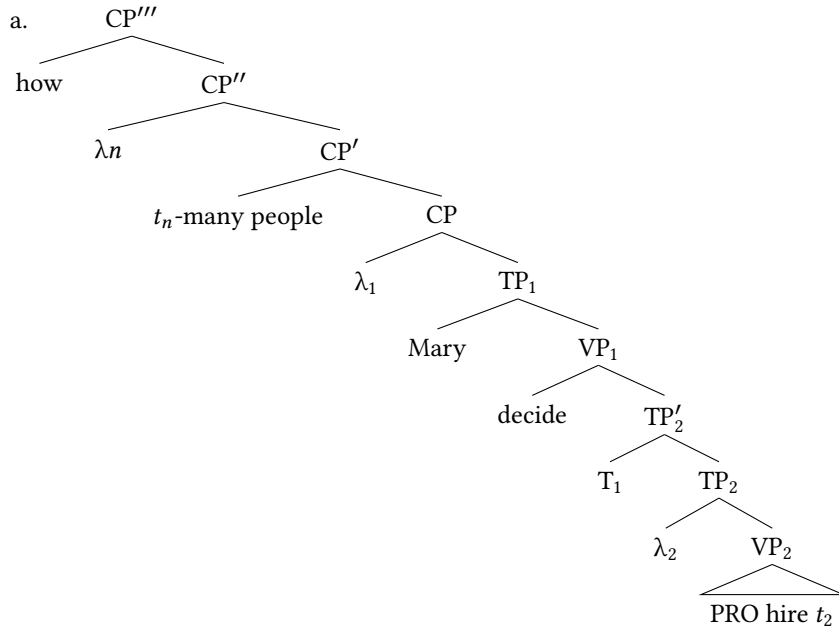 a. CP‴
how CP″
λn CP′
tₙ-many people CP
λ₁ TP₁
Mary VP₁
decide TP′₂
T₁ TP₂
λ₂ VP₂
PRO hire t₂